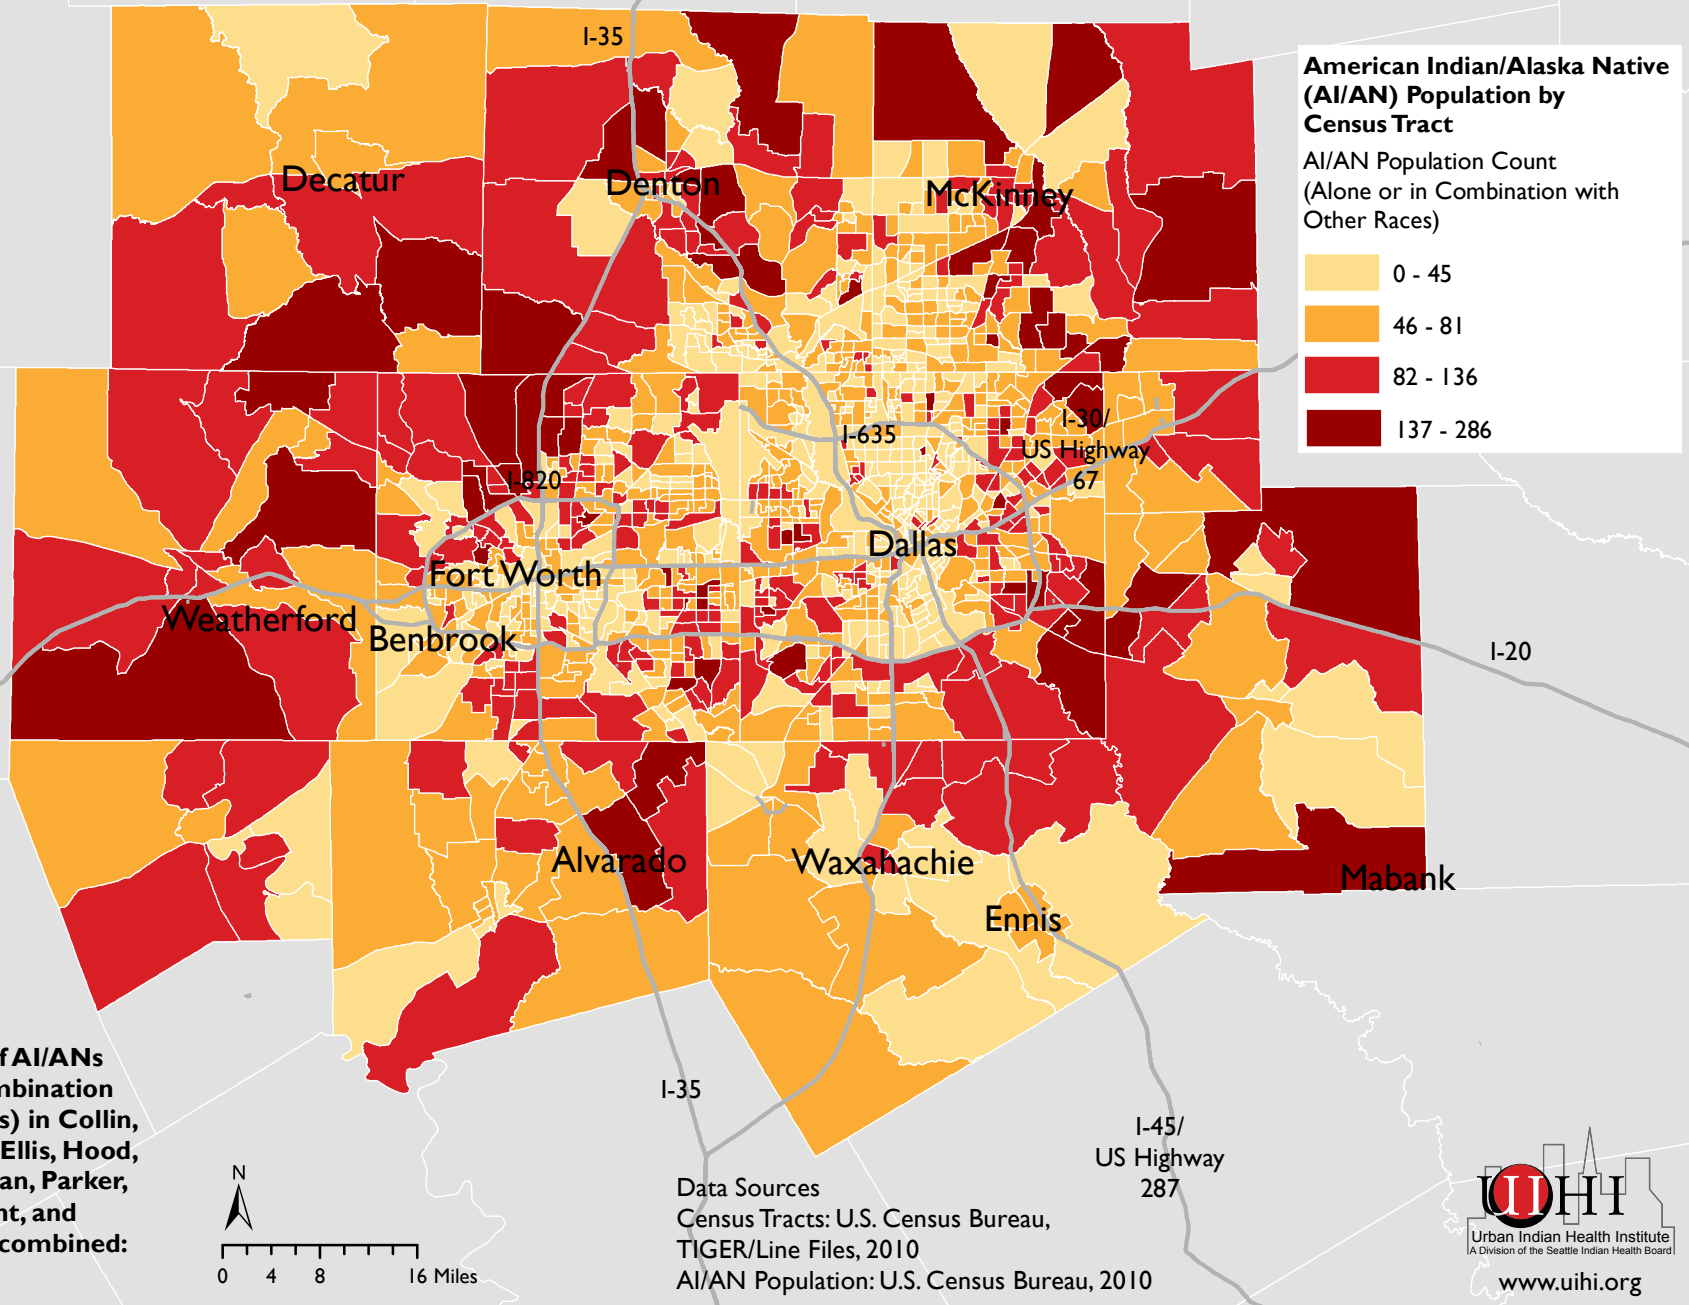 I-35
American Indian/Alaska Native
(AI/AN) Population by
Census Tract
AI/AN Population Count
(Alone or in Combination with
Other Races)
0 - 45
46 - 81
82 - 136
137 - 286
Decatur
Denton
McKinney
I-635
I-30/
US Highway
67
I-820
Dallas
Fort Worth
Weatherford
Benbrook
I-20
Alvarado
Waxahachie
Mabank
Ennis
f AI/ANs
mbination
s) in Collin,
Ellis, Hood,
an, Parker,
nt, and
combined:
I-35
I-45/
US Highway
287
N
0 4 8 16 Miles
Data Sources
Census Tracts: U.S. Census Bureau,
TIGER/Line Files, 2010
AI/AN Population: U.S. Census Bureau, 2010
UIHI
Urban Indian Health Institute
A Division of the Seattle Indian Health Board
www.uihi.org